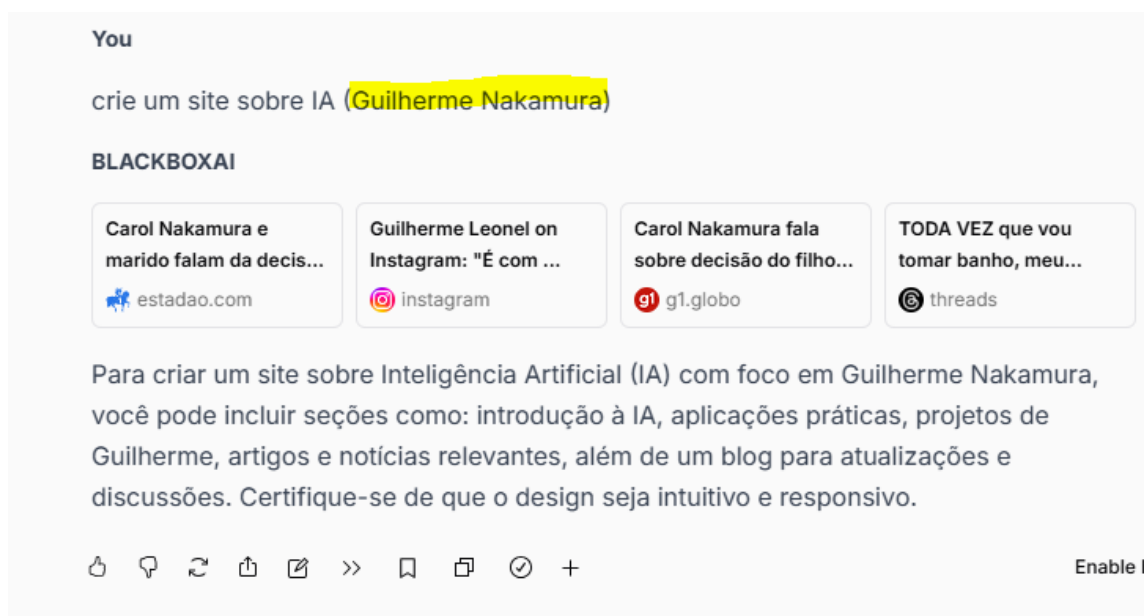 You
crie um site sobre IA (Guilherme Nakamura)
BLACKBOXAI
Carol Nakamura e
marido falam da decis...
estadao.com
Guilherme Leonel on
Instagram: "É com ...
instagram
Carol Nakamura fala
sobre decisão do filho...
g1
g1.globo
TODA VEZ que vou
tomar banho, meu...
threads
Para criar um site sobre Inteligência Artificial (IA) com foco em Guilherme Nakamura,
você pode incluir seções como: introdução à IA, aplicações práticas, projetos de
Guilherme, artigos e notícias relevantes, além de um blog para atualizações e
discussões. Certifique-se de que o design seja intuitivo e responsivo.
Enable